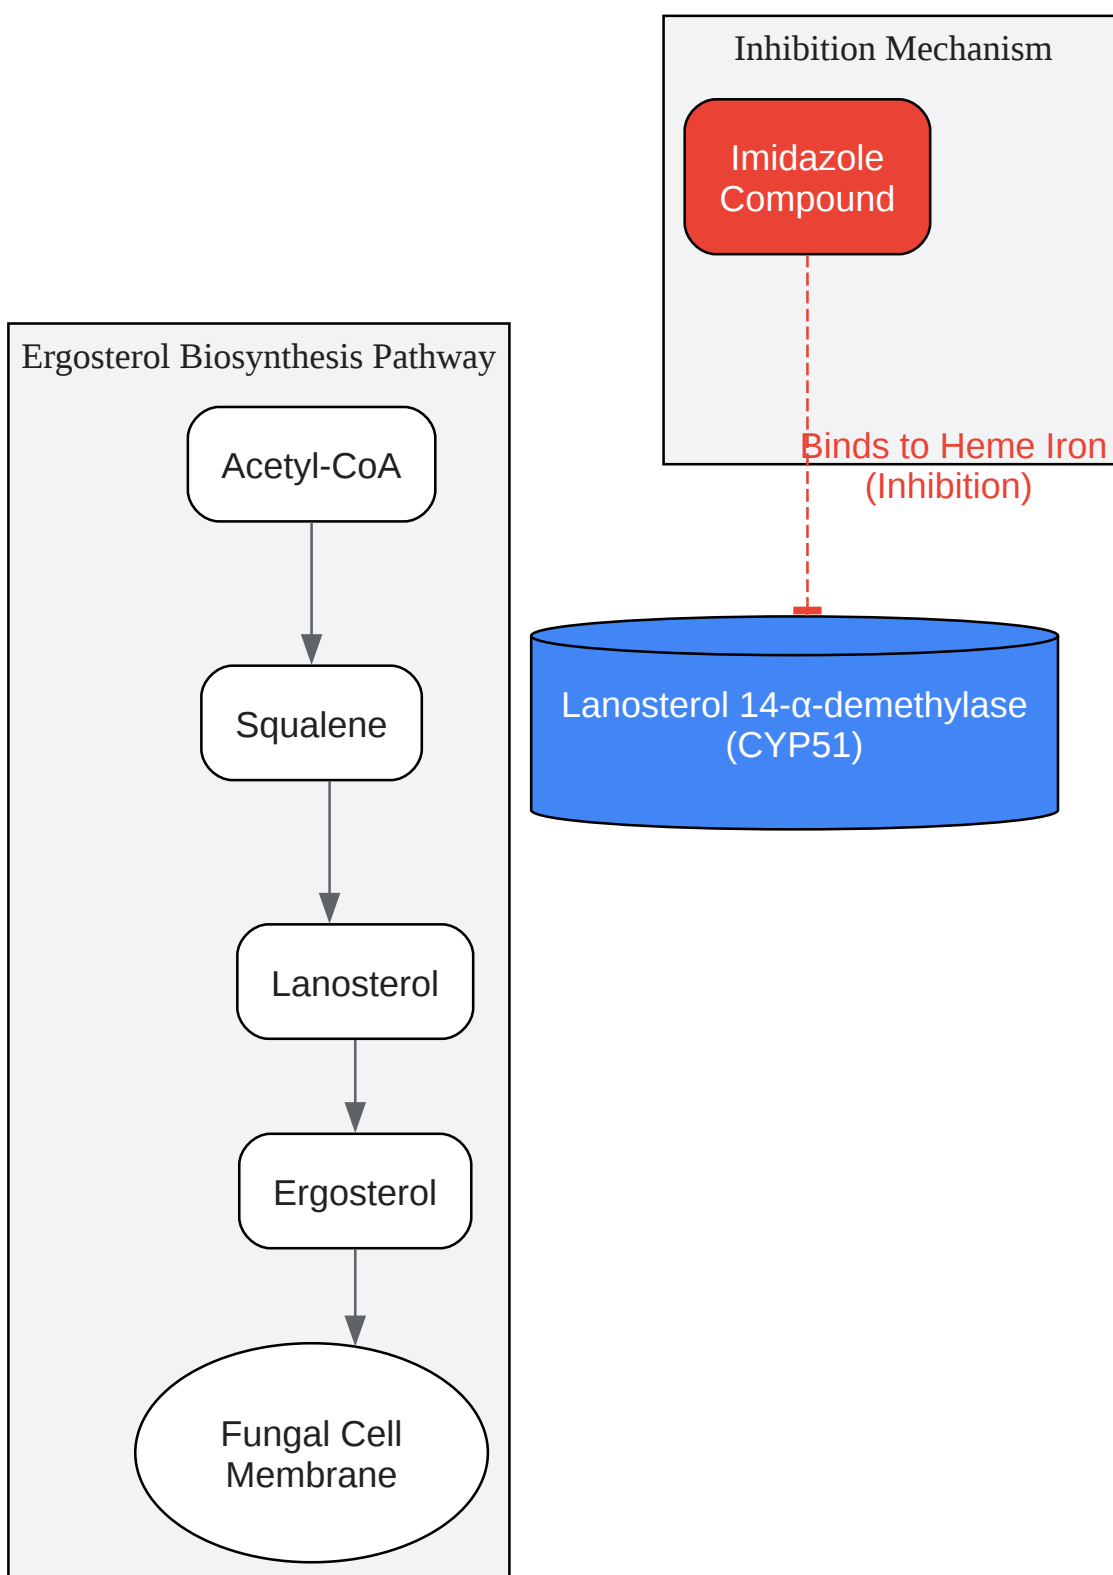 Inhibition Mechanism
Imidazole
Compound
Binds to Heme Iron
(Inhibition)
Lanosterol 14-α-demethylase
(CYP51)
Ergosterol Biosynthesis Pathway
Acetyl-CoA
Squalene
Lanosterol
Ergosterol
Fungal Cell
Membrane